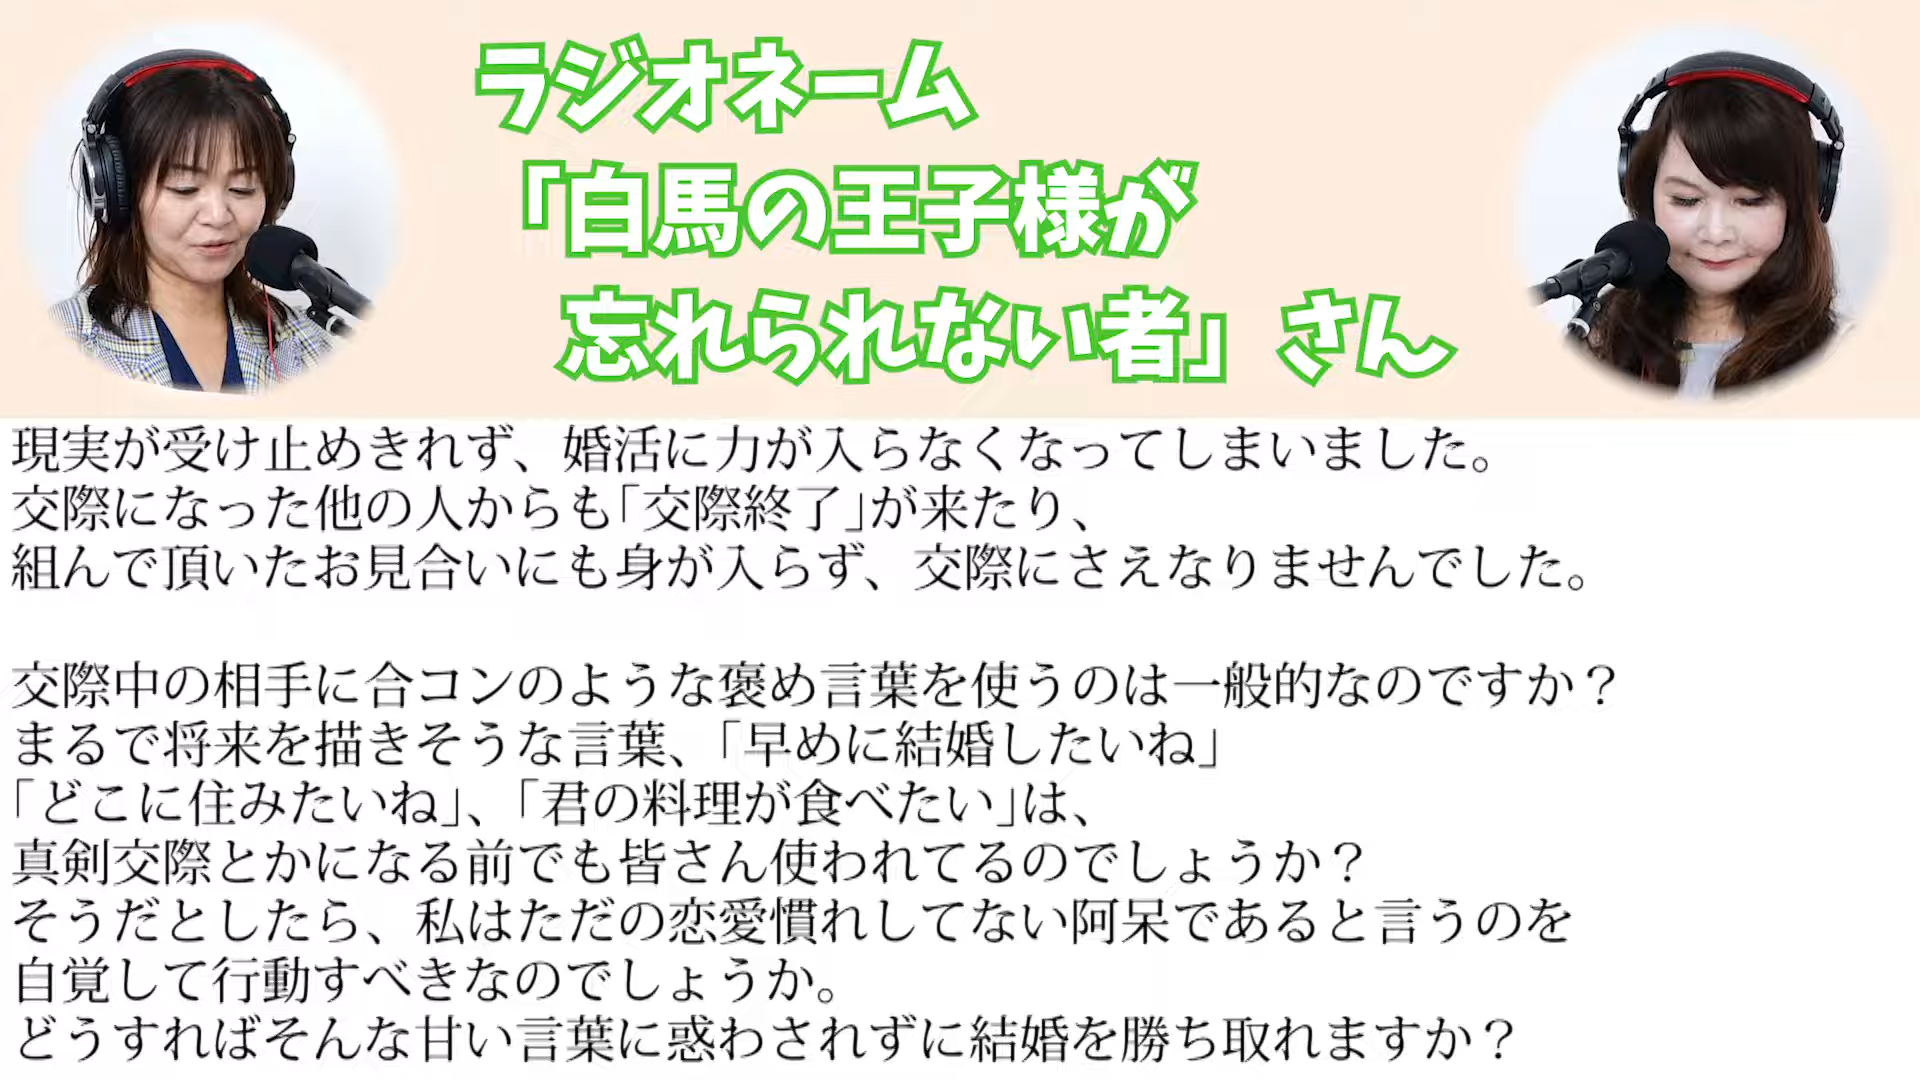 ラジオネーム
「白馬の王子様が
忘れられない者」さん
現実が受け止めきれず、婚活に力が入らなくなってしまいました。
交際になった他の人からも｢交際終了｣が来たり、
組んで頂いたお見合いにも身が入らず、交際にさえなりませんでした。
交際中の相手に合コンのような褒め言葉を使うのは一般的なのですか？
まるで将来を描きそうな言葉、｢早めに結婚したいね｣
｢どこに住みたいね｣、｢君の料理が食べたい｣は、
真剣交際とかになる前でも皆さん使われてるのでしょうか？
そうだとしたら、私はただの恋愛慣れしてない阿呆であると言うのを
自覚して行動すべきなのでしょうか。
どうすればそんな甘い言葉に惑わされずに結婚を勝ち取れますか？